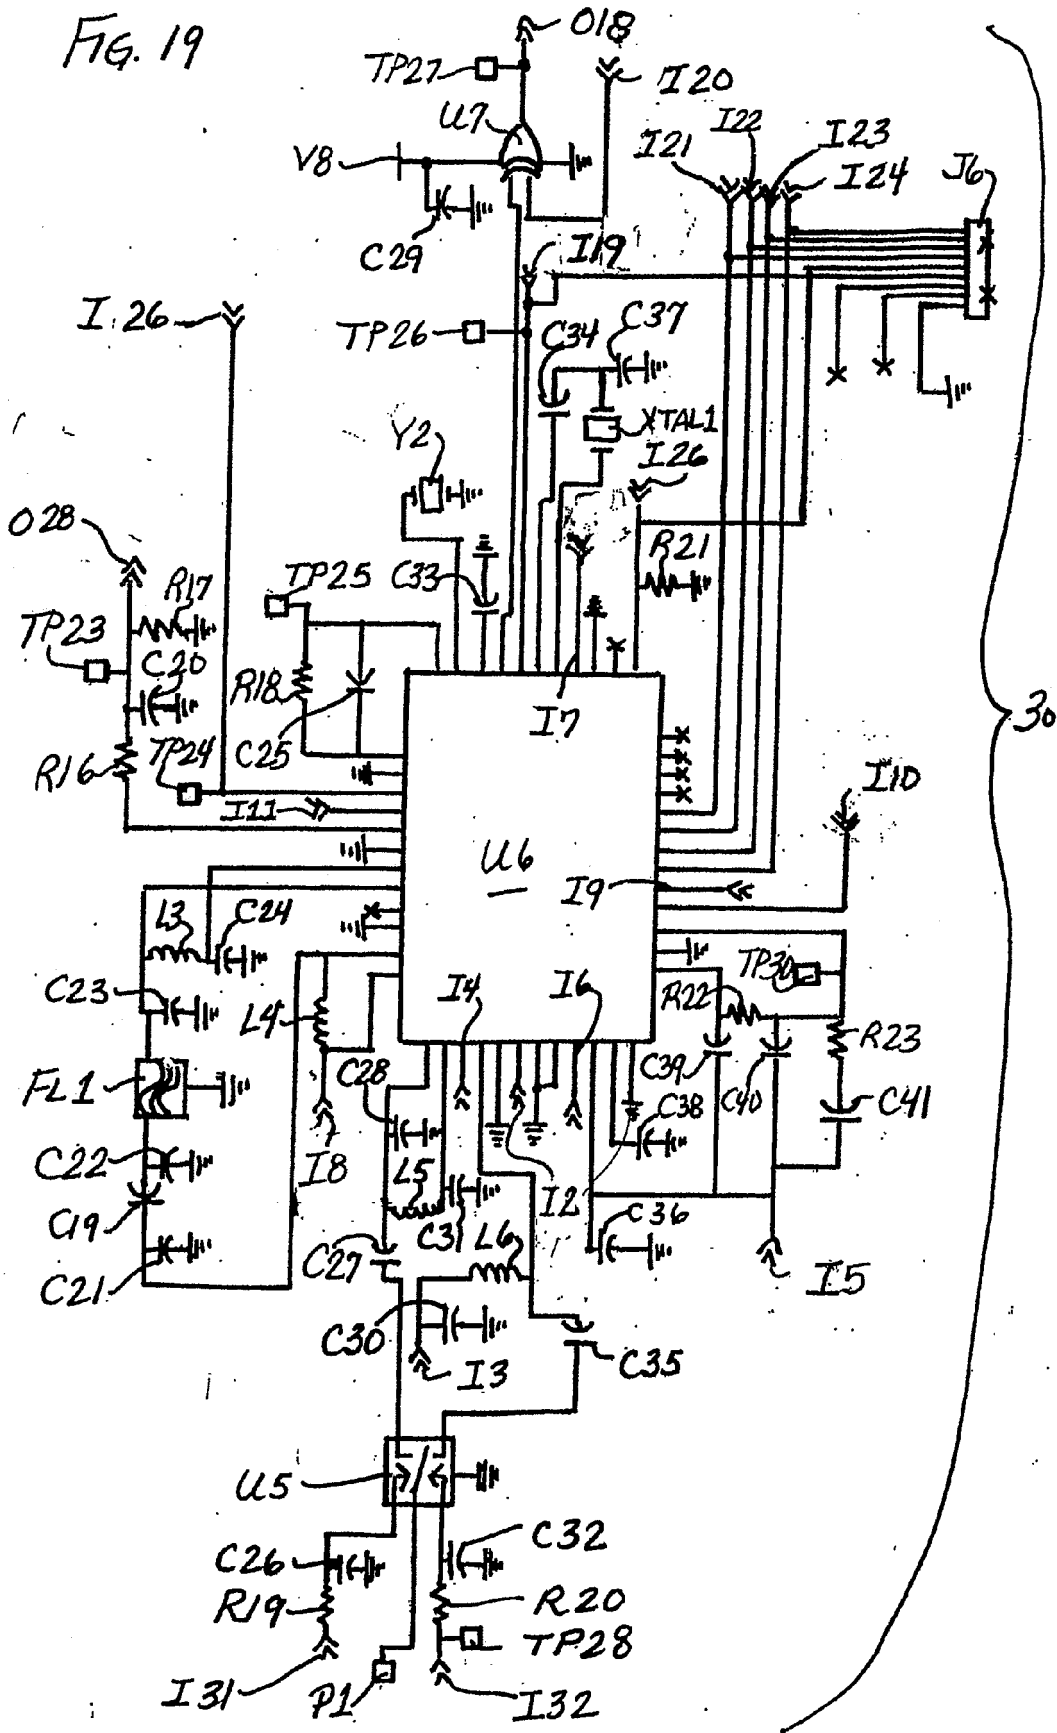 FIG. 19
O18
TP27
I20
U7
V8
C29
I21
I22
I23
I24
J6
I19
I.26
TP26
C34
C37
XTAL1
Y2
I26
O28
R17
TP25
C33
R21
TP23
C20
R18
C25
I7
TP24
R16
I11
30
I10
U6
I9
L3
C24
C23
L4
I4
I6
TP30
R22
R23
FL1
C28
C39
C40
C41
C38
C22
I8
L5
I2
C19
C31
L6
C36
C21
C27
I5
C30
I3
C35
U5
C26
C32
R19
R20
TP28
I31
P1
I32